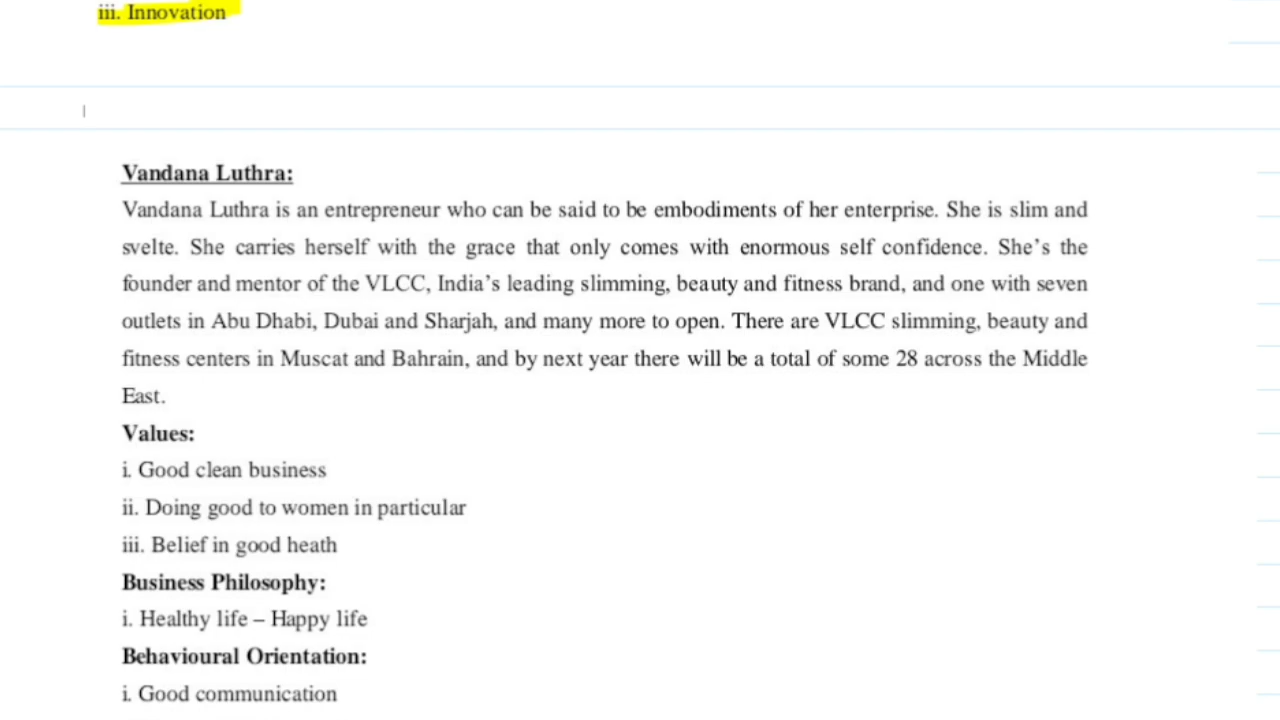 iii. Innovation
Vandana Luthra:
Vandana Luthra is an entrepreneur who can be said to be embodiments of her enterprise. She is slim and
svelte. She carries herself with the grace that only comes with enormous self confidence. She’s the
founder and mentor of the VLCC, India’s leading slimming, beauty and fitness brand, and one with seven
outlets in Abu Dhabi, Dubai and Sharjah, and many more to open. There are VLCC slimming, beauty and
fitness centers in Muscat and Bahrain, and by next year there will be a total of some 28 across the Middle
East.
Values:
i. Good clean business
ii. Doing good to women in particular
iii. Belief in good heath
Business Philosophy:
i. Healthy life – Happy life
Behavioural Orientation:
i. Good communication